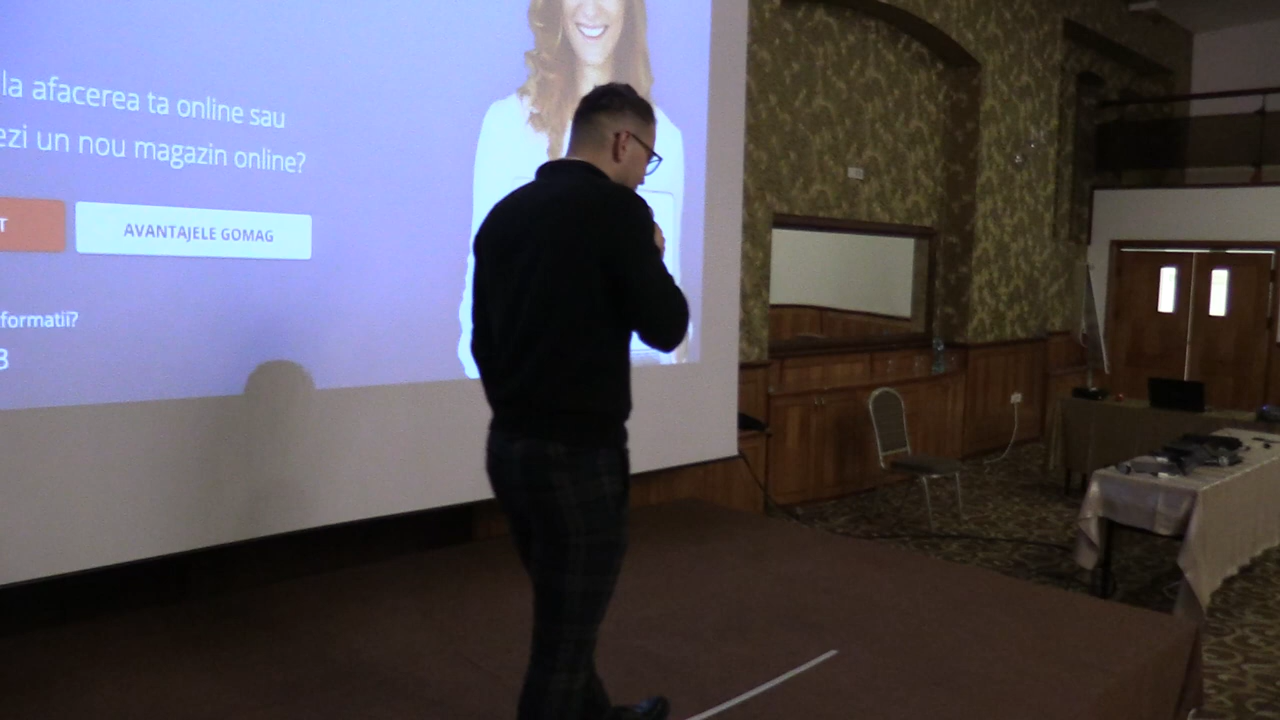 la afacerea ta online sau
ezi un nou magazin online?
T
AVANTAJELE GOMAG
formatii?
3